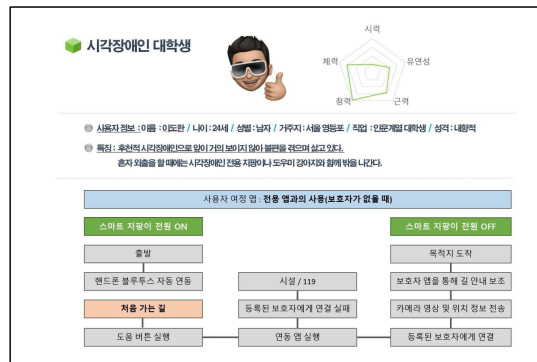 시각장애인 대학생
시력
체력
유연성
청력
근력
사용자 정보 : 이름 : 이도한 / 나이 : 24세 / 성별 : 남자 / 거주지 : 서울 영등포 / 직업 : 인문계열 대학생 / 성격 : 내향적
특징 : 후천적 시각장애인으로 앞이 거의 보이지 않아 불편을 겪으며 살고 있다.
혼자 외출을 할 때에는 시각장애인 전용 지팡이나 도우미 강아지와 함께 밖을 나간다.
사용자 여정 맵 : 전용 앱과의 사용(보호자가 없을 때)
스마트 지팡이 전원 ON
스마트 지팡이 전원 OFF
출발
목적지 도착
핸드폰 블루투스 자동 연동
시설 / 119
보호자 앱을 통해 길 안내 보조
처음 가는 길
등록된 보호자에게 연결 실패
카메라 영상 및 위치 정보 전송
도움 버튼 실행
연동 앱 실행
등록된 보호자에게 연결